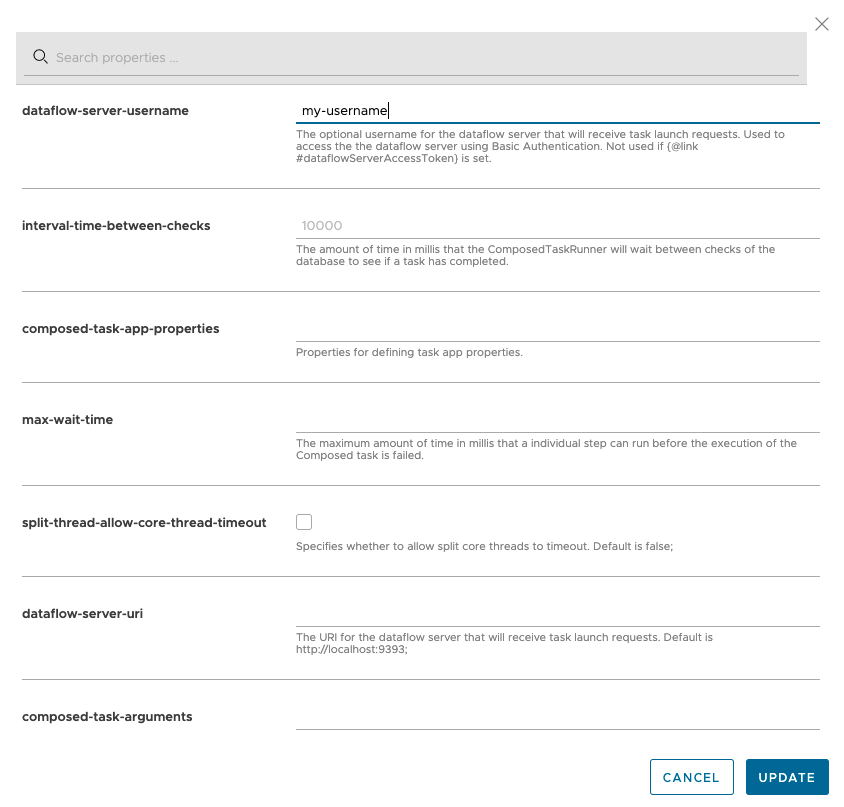 Search properties ...
dataflow-server-username
my-username
The optional username for the dataflow server that will receive task launch requests. Used to
access the the dataflow server using Basic Authentication. Not used if {@link
#dataflowServerAccessToken} is set.
interval-time-between-checks
10000
The amount of time in millis that the ComposedTaskRunner will wait between checks of the
database to see if a task has completed.
composed-task-app-properties
Properties for defining task app properties.
max-wait-time
The maximum amount of time in millis that a individual step can run before the execution of the
Composed task is failed.
split-thread-allow-core-thread-timeout
Specifies whether to allow split core threads to timeout. Default is false;
dataflow-server-uri
The URI for the dataflow server that will receive task launch requests. Default is
http://localhost:9393;
composed-task-arguments
CANCEL
UPDATE